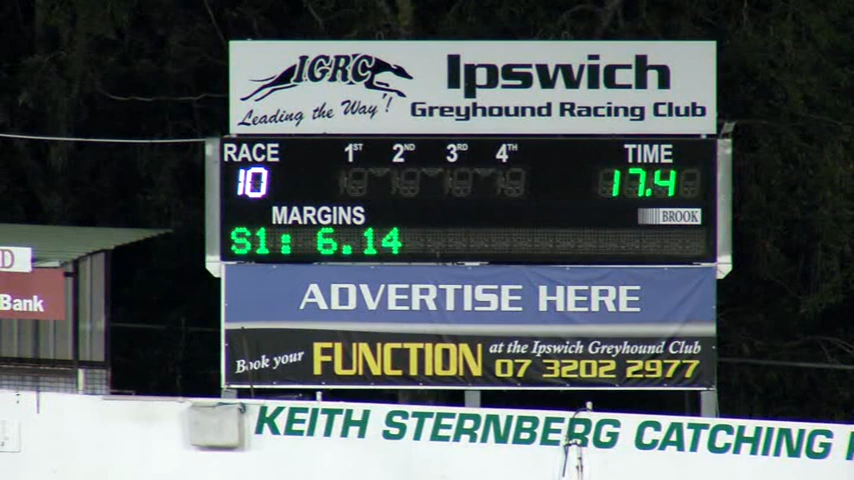 IGRC
Leading the Way'!
Ipswich
Greyhound Racing Club
RACE 1ST 2ND 3RD 4TH TIME
10 17.4
MARGINS BROOK
S1: 6.14
D
Bank
ADVERTISE HERE
Book your FUNCTION at the Ipswich Greyhound Club
07 3202 2977
KEITH STERNBERG CATCHING